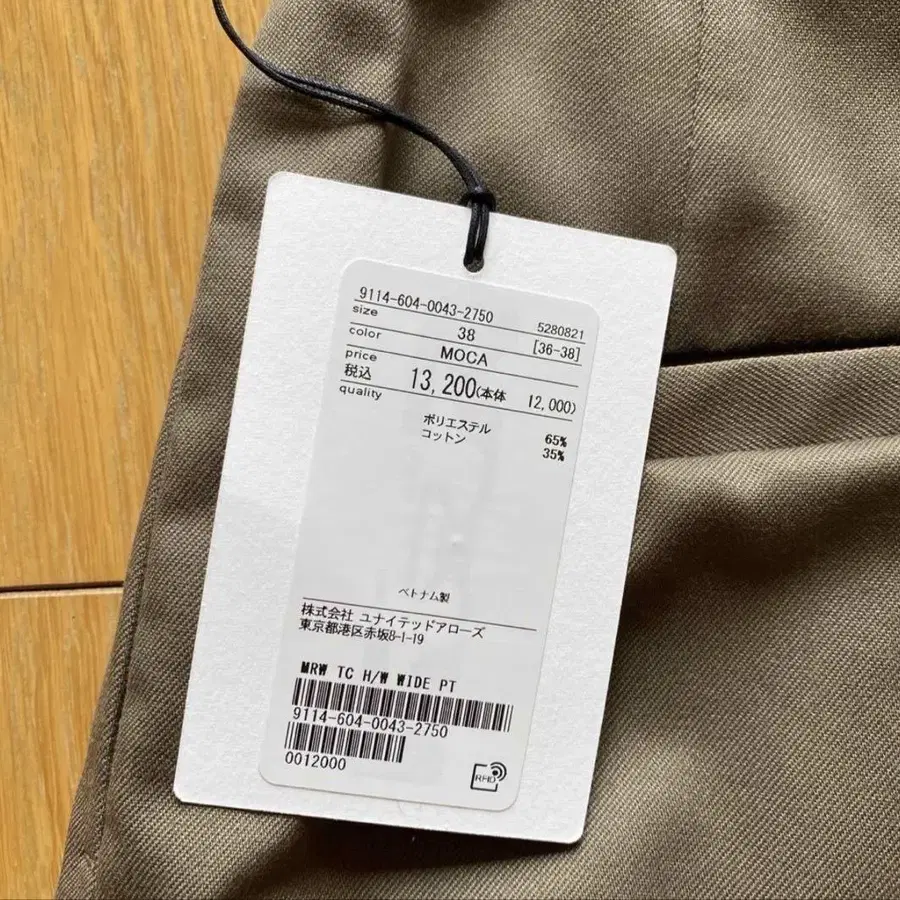 9114-604-0043-2750
size 38 5280821
color MOCA [36-38]
price
税込 13,200(本体 12,000)
quality
ポリエステル 65%
コットン 35%
ベトナム製
株式会社 ユナイテッドアローズ
東京都港区赤坂8-1-19
MRW TC H/W WIDE PT
9114-604-0043-2750
0012000
RFID